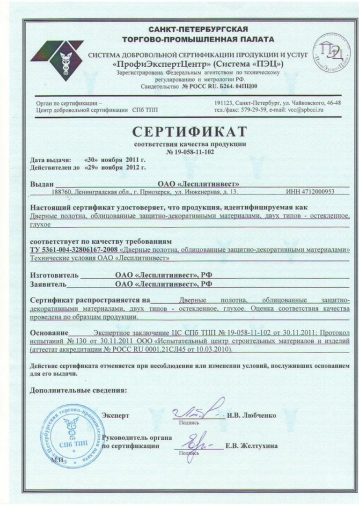 САНКТ-ПЕТЕРБУРГСКАЯ
ТОРГОВО-ПРОМЫШЛЕННАЯ ПАЛАТА
СИСТЕМА ДОБРОВОЛЬНОЙ СЕРТИФИКАЦИИ ПРОДУКЦИИ И УСЛУГ
«ПрофиЭкспертЦентр» (Система «ПЭЦ»)
Зарегистрирована Федеральным агентством по техническому
регулированию и метрологии РФ.
Свидетельство № РОСС RU. Б264. 04ПЦ00
Орган по сертификации –
Центр добровольной сертификации СПб ТПП
191123, Санкт-Петербург, ул. Чайковского, 46-48
тел./факс: 579-29-39, e-mail: vcc@spbcci.ru
СЕРТИФИКАТ
соответствия качества продукции
№ 19-058-11-102
Дата выдачи: «30» ноября 2011 г.
Действителен до «29» ноября 2012 г.
Выдан ОАО «Лесплитинвест»
188760, Ленинградская обл., г. Приозерск, ул. Инженерная, д. 13. ИНН 4712000953
Настоящий сертификат удостоверяет, что продукция, идентифицируемая как
Дверные полотна, облицованные защитно-декоративными материалами, двух типов - остекленное,
глухое
соответствует по качеству требованиям
ТУ 5361-004-32806167-2008 «Дверные полотна, облицованные защитно-декоративными материалами»
Технические условия ОАО «Лесплитинвест»
Изготовитель ОАО «Лесплитинвест», РФ
Заявитель ОАО «Лесплитинвест», РФ
Сертификат распространяется на Дверные полотна, облицованные защитно-
декоративными материалами, двух типов - остекленное, глухое. Оценка соответствия качества
проведена по образцам продукции.
Основание Экспертное заключение ЦС СПб ТПП № 19-058-11-102 от 30.11.2011; Протокол
испытаний №130 от 30.11.2011 ООО «Испытательный центр строительных материалов и изделий
(аттестат аккредитации № РОСС RU 0001.21СЛ45 от 10.03.2010).
Действие сертификата отменяется при несоблюдении или изменении условий, послуживших основанием
для его выдачи.
Дополнительные сведения:
Эксперт И.В. Любченко
Подпись
Руководитель органа
по сертификации Е.В. Желтухина
Подпись
СПб ТПП
М.П.